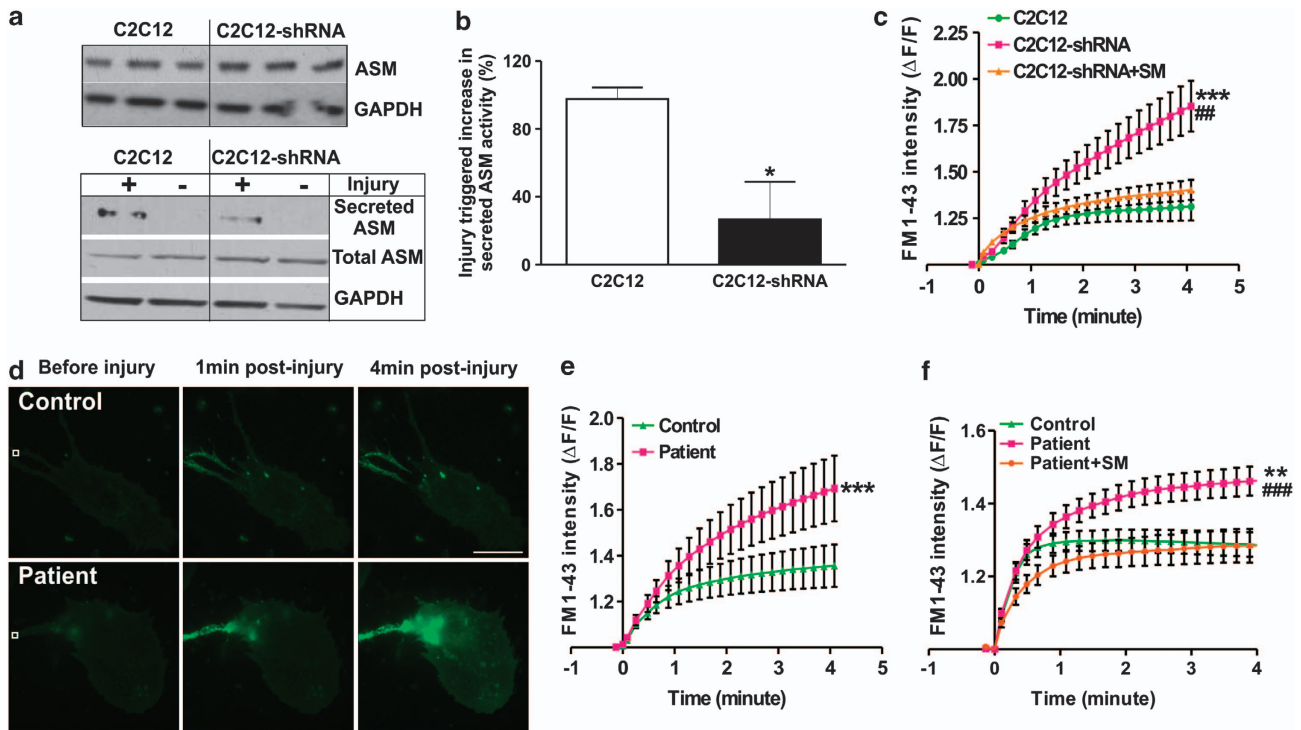 a
C2C12 C2C12-shRNA
ASM
GAPDH
C2C12 C2C12-shRNA
+ - + - Injury
Secreted
ASM
Total ASM
GAPDH
b
Injury triggered increase in
secreted ASM activity (%)
120
80
40
0
*
C2C12 C2C12-shRNA
c
C2C12
C2C12-shRNA
C2C12-shRNA+SM
FM1-43 intensity (ΔF/F)
2.25
2.00
1.75
1.50
1.25
***
##
-1 0 1 2 3 4 5
Time (minute)
d
Before injury 1min post-injury 4min post-injury
Control
Patient
e
FM1-43 intensity (ΔF/F)
2.0
1.8
1.6
1.4
1.2
Control
Patient
***
-1 0 1 2 3 4 5
Time (minute)
f
FM1-43 intensity (ΔF/F)
1.6
1.4
1.2
Control
Patient
Patient+SM
**
###
-1 0 1 2 3 4
Time (minute)